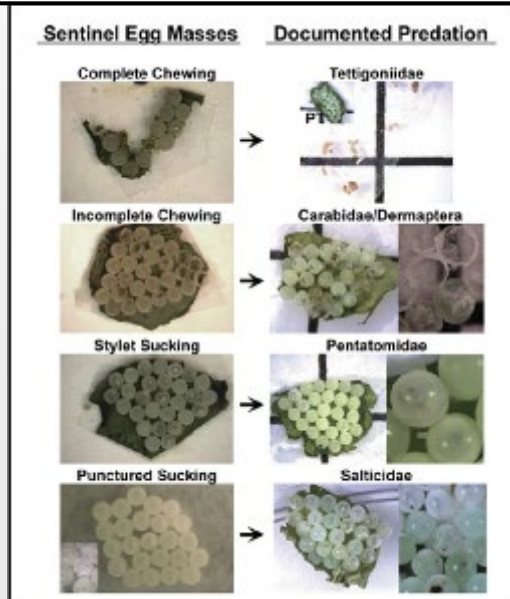 Sentinel Egg Masses
Documented Predation
Complete Chewing
Tettigoniidae
PT
Incomplete Chewing
Carabidae/Dermaptera
Stylet Sucking
Pentatomidae
Punctured Sucking
Salticidae